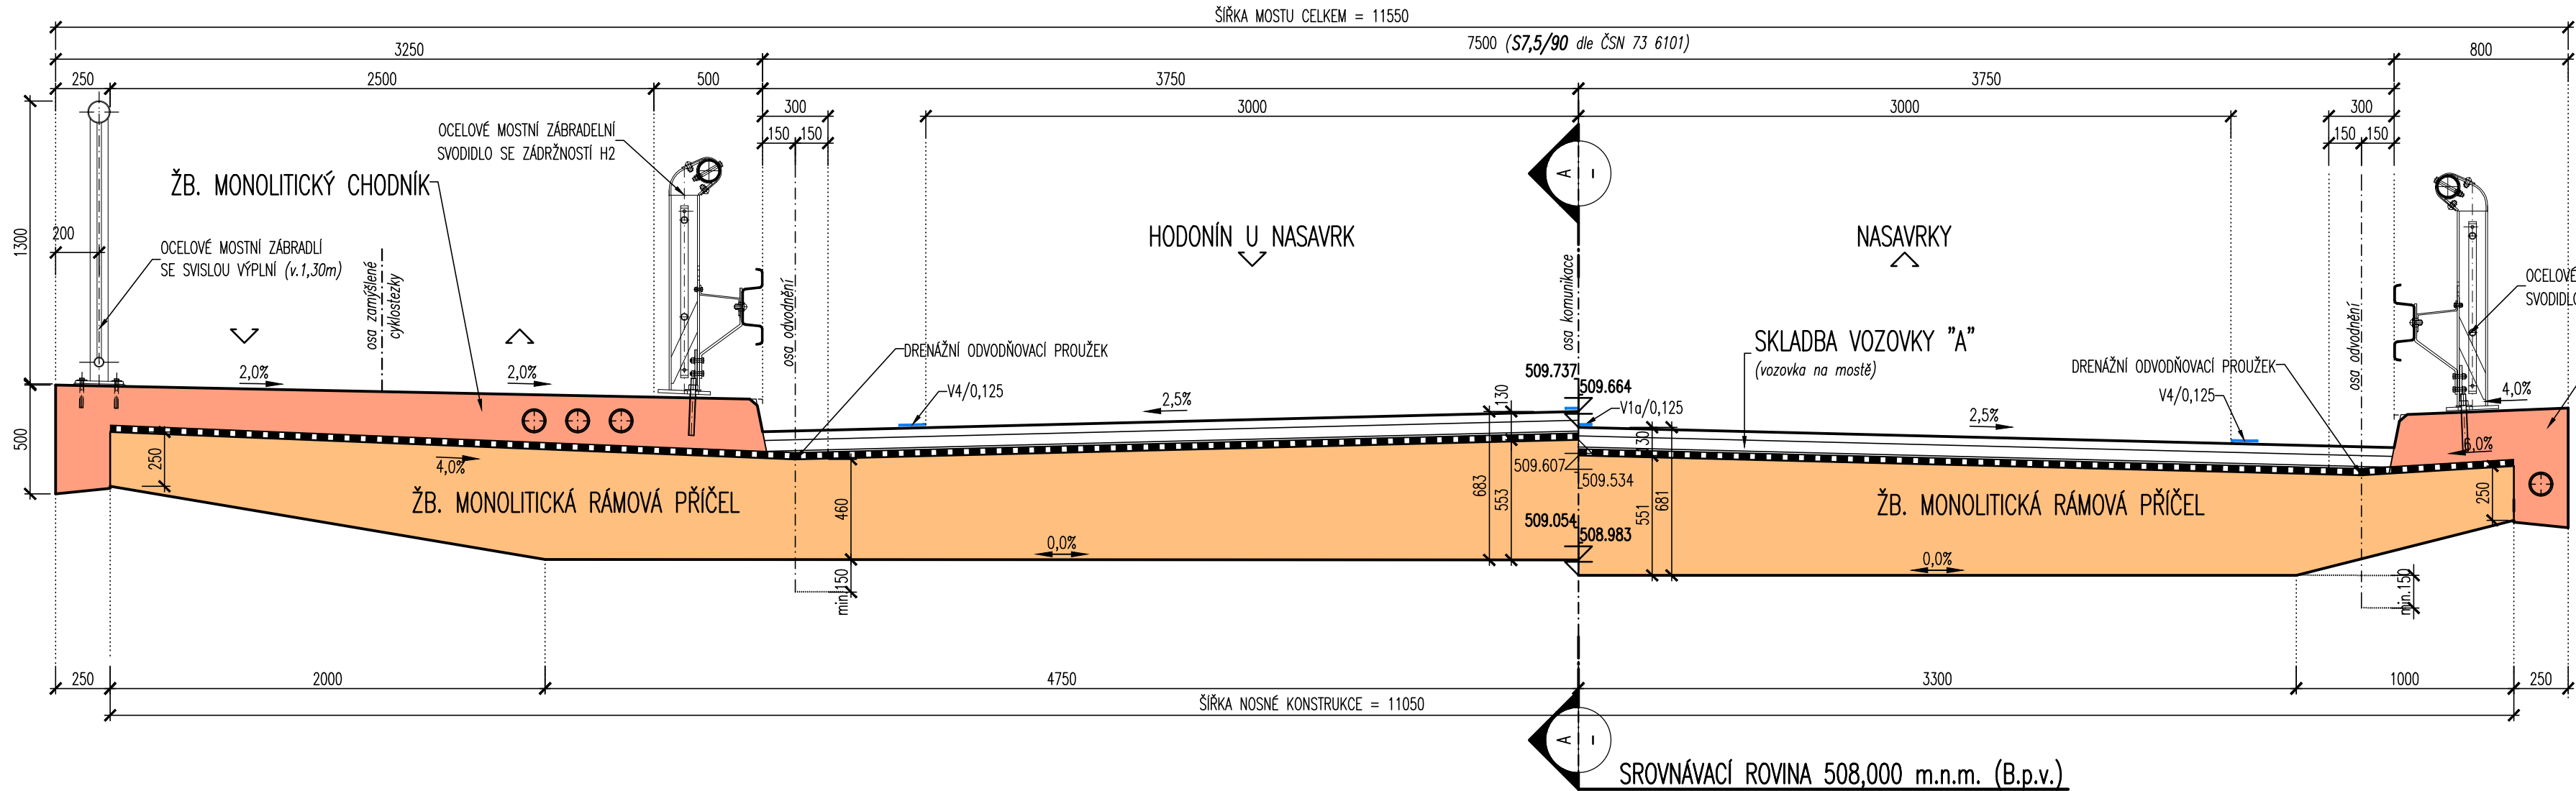 ŠÍŘKA MOSTU CELKEM = 11550
3250
7500 (S7,5/90 dle ČSN 73 6101)
800
250
2500
500
3750
3750
300
3000
3000
300
150
150
150
150
OCELOVÉ MOSTNÍ ZÁBRADELNÍ
SVODIDLO SE ZÁDRŽNOSTÍ H2
ŽB. MONOLITICKÝ CHODNÍK
1300
200
OCELOVÉ MOSTNÍ ZÁBRADLÍ
SE SVISLOU VÝPLNÍ (v.1,30m)
osa zamýšlené
cyklostezky
osa odvodnění
HODONÍN U NASAVRK
A
–
osa komunikace
NASAVRKY
osa odvodnění
OCELOVÉ
SVODIDLO
DRENÁŽNÍ ODVODŇOVACÍ PROUŽEK
SKLADBA VOZOVKY "A"
(vozovka na mostě)
DRENÁŽNÍ ODVODŇOVACÍ PROUŽEK
2,0%
2,0%
V4/0,125
2,5%
509.737
509.664
130
V1a/0,125
2,5%
V4/0,125
4,0%
500
250
4,0%
130
6,0%
509.607
509.534
ŽB. MONOLITICKÁ RÁMOVÁ PŘÍČEL
460
683
553
551
681
ŽB. MONOLITICKÁ RÁMOVÁ PŘÍČEL
250
509.054
508.983
0,0%
0,0%
min.150
min.150
250
2000
4750
3300
1000
250
ŠÍŘKA NOSNÉ KONSTRUKCE = 11050
A
–
SROVNÁVACÍ ROVINA 508,000 m.n.m. (B.p.v.)